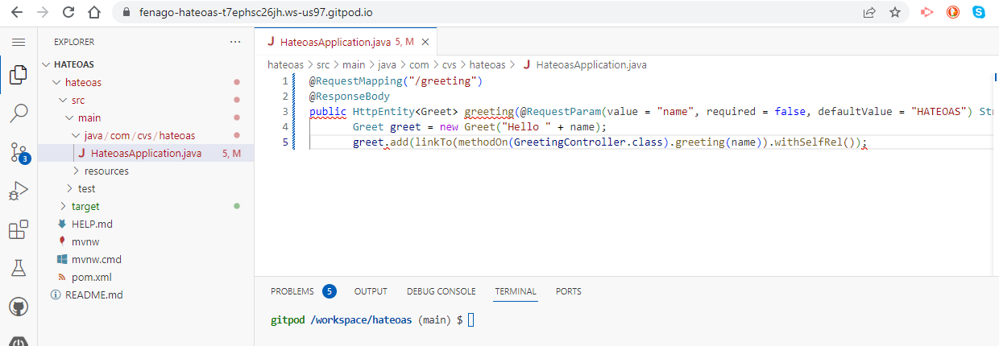 fenago-hateoas-t7ephsc26jh.ws-us97.gitpod.io
EXPLORER
HATEOAS
hateoas
src
main
java / com / cvs / hateoas
HateoasApplication.java 5, M
resources
test
target
HELP.md
mvnw
mvnw.cmd
pom.xml
README.md
3
HateoasApplication.java 5, M
hateoas > src > main > java > com > cvs > hateoas > HateoasApplication.java
1 @RequestMapping("/greeting")
2 @ResponseBody
3 public HttpEntity<Greet> greeting(@RequestParam(value = "name", required = false, defaultValue = "HATEOAS") Str
4 Greet greet = new Greet("Hello " + name);
5 greet.add(linkTo(methodOn(GreetingController.class).greeting(name)).withSelfRel());
PROBLEMS 5 OUTPUT DEBUG CONSOLE TERMINAL PORTS
gitpod /workspace/hateoas (main) $